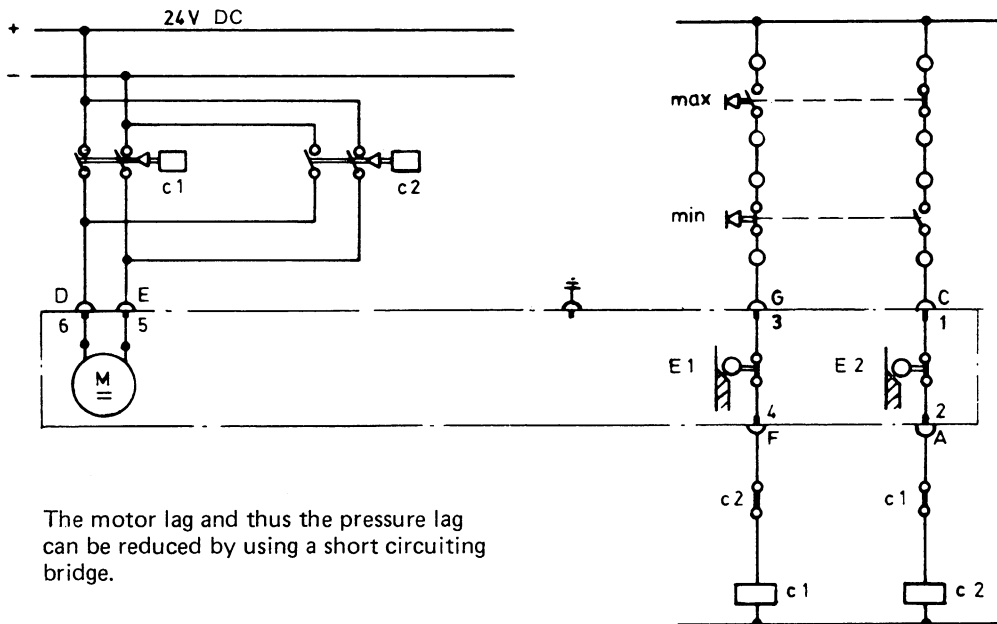 24V DC
+
−
max
c1
c2
min
D
E
G
C
6
5
3
1
M
E1
E2
4
2
F
A
c2
c1
The motor lag and thus the pressure lag
can be reduced by using a short circuiting
bridge.
c1
c2